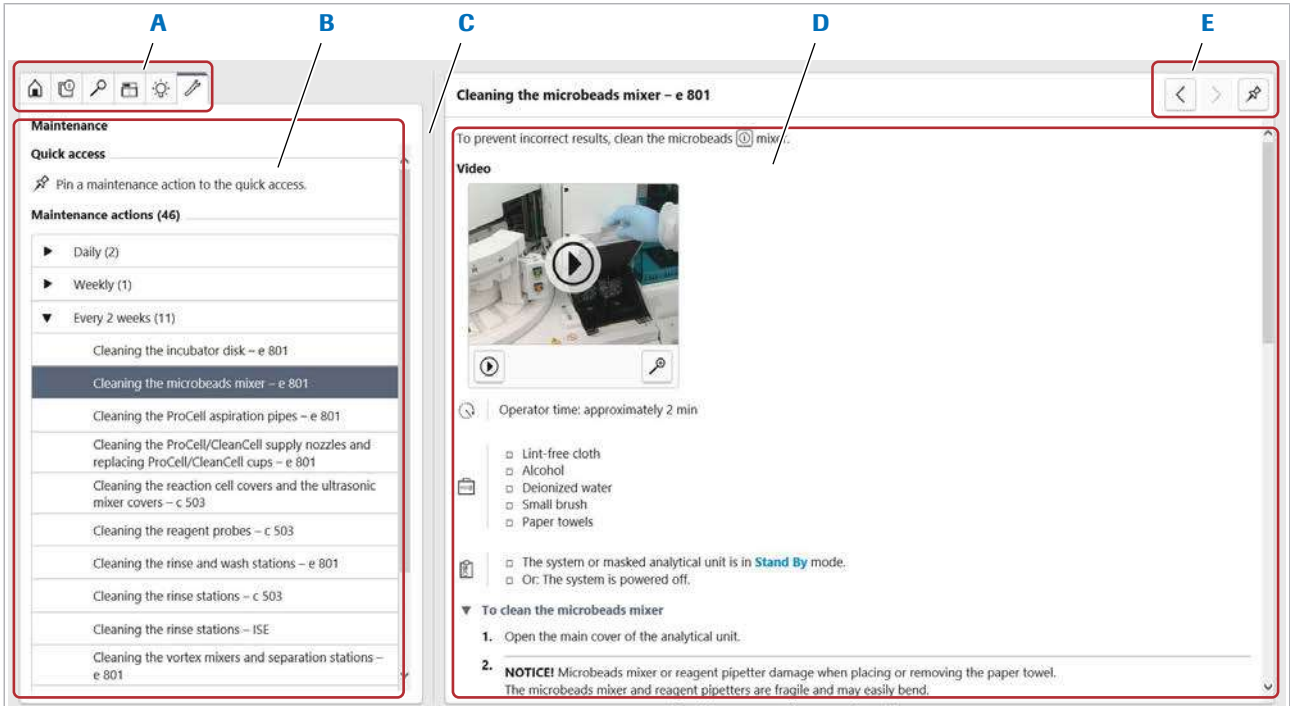 A
B
C
D
E
Cleaning the microbeads mixer – e 801
Maintenance
Quick access
Pin a maintenance action to the quick access.
Maintenance actions (46)
Daily (2)
Weekly (1)
Every 2 weeks (11)
Cleaning the incubator disk – e 801
Cleaning the microbeads mixer – e 801
Cleaning the ProCell aspiration pipes – e 801
Cleaning the ProCell/CleanCell supply nozzles and
replacing ProCell/CleanCell cups – e 801
Cleaning the reaction cell covers and the ultrasonic
mixer covers – c 503
Cleaning the reagent probes – c 503
Cleaning the rinse and wash stations – e 801
Cleaning the rinse stations – c 503
Cleaning the rinse stations – ISE
Cleaning the vortex mixers and separation stations –
e 801
To prevent incorrect results, clean the microbeads mixer.
Video
Operator time: approximately 2 min
Lint-free cloth
Alcohol
Deionized water
Small brush
Paper towels
The system or masked analytical unit is in Stand By mode.
Or: The system is powered off.
To clean the microbeads mixer
1. Open the main cover of the analytical unit.
2. NOTICE! Microbeads mixer or reagent pipetter damage when placing or removing the paper towel.
The microbeads mixer and reagent pipetters are fragile and may easily bend.